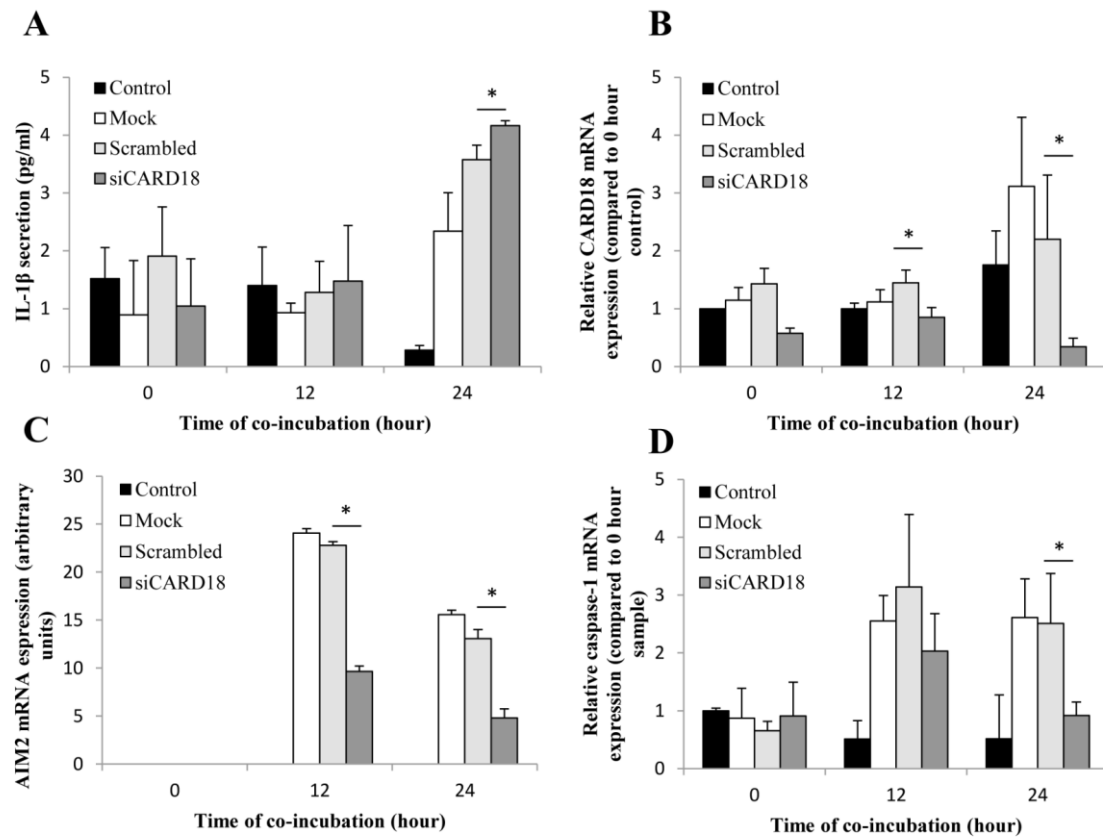 A
IL-1β secretion (pg/ml)
5
4
3
2
1
0
Control
Mock
Scrambled
siCARD18
*
0 12 24
Time of co-incubation (hour)
B
Relative CARD18 mRNA
expression (compared to 0 hour
control)
5
4
3
2
1
0
Control
Mock
Scrambled
siCARD18
*
*
0 12 24
Time of co-incubation (hour)
C
AIM2 mRNA espression (arbitrary
units)
30
25
20
15
10
5
0
Control
Mock
Scrambled
siCARD18
*
*
0 12 24
Time of co-incubation (hour)
D
Relative caspase-1 mRNA
expression (compared to 0 hour
sample)
5
4
3
2
1
0
Control
Mock
Scrambled
siCARD18
*
0 12 24
Time of co-incubation (hour)